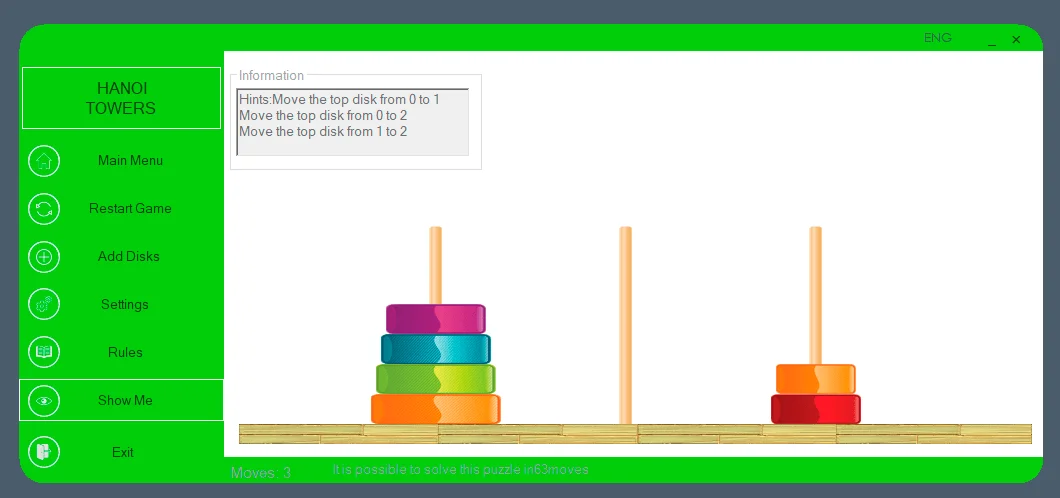 ENG
_ ×
HANOI
TOWERS
Main Menu
Restart Game
Add Disks
Settings
Rules
Show Me
Exit
Information
Hints:Move the top disk from 0 to 1
Move the top disk from 0 to 2
Move the top disk from 1 to 2
Moves: 3
It is possible to solve this puzzle in63moves